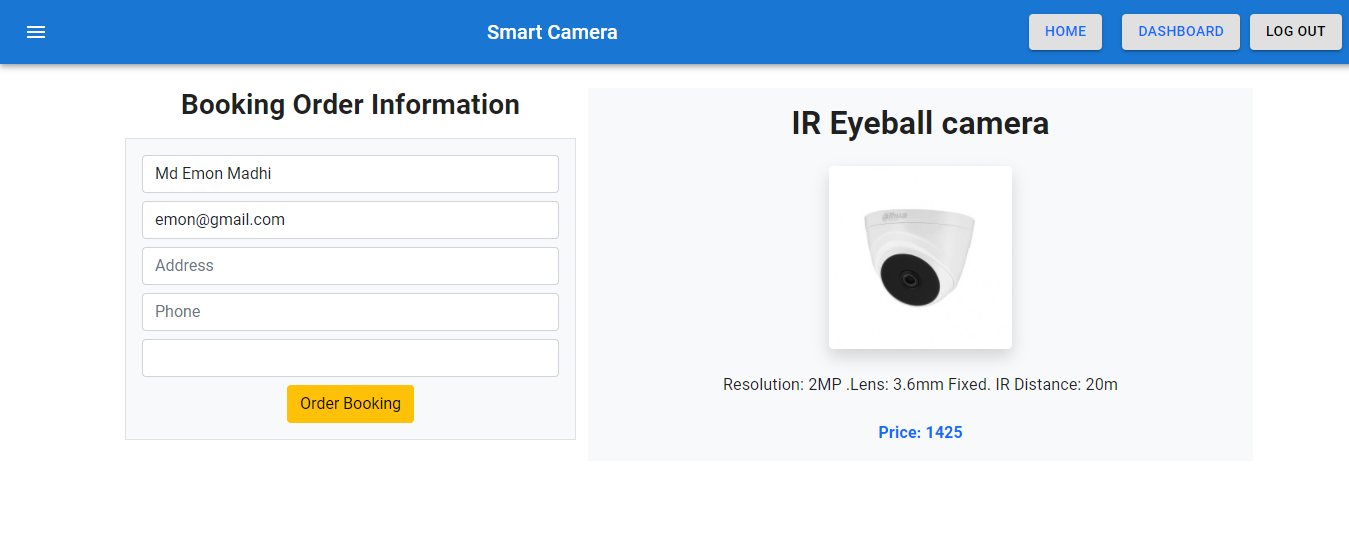 Smart Camera
HOME
DASHBOARD
LOG OUT
Booking Order Information
Md Emon Madhi
emon@gmail.com
Address
Phone
Order Booking
IR Eyeball camera
alhua
Resolution: 2MP .Lens: 3.6mm Fixed. IR Distance: 20m
Price: 1425